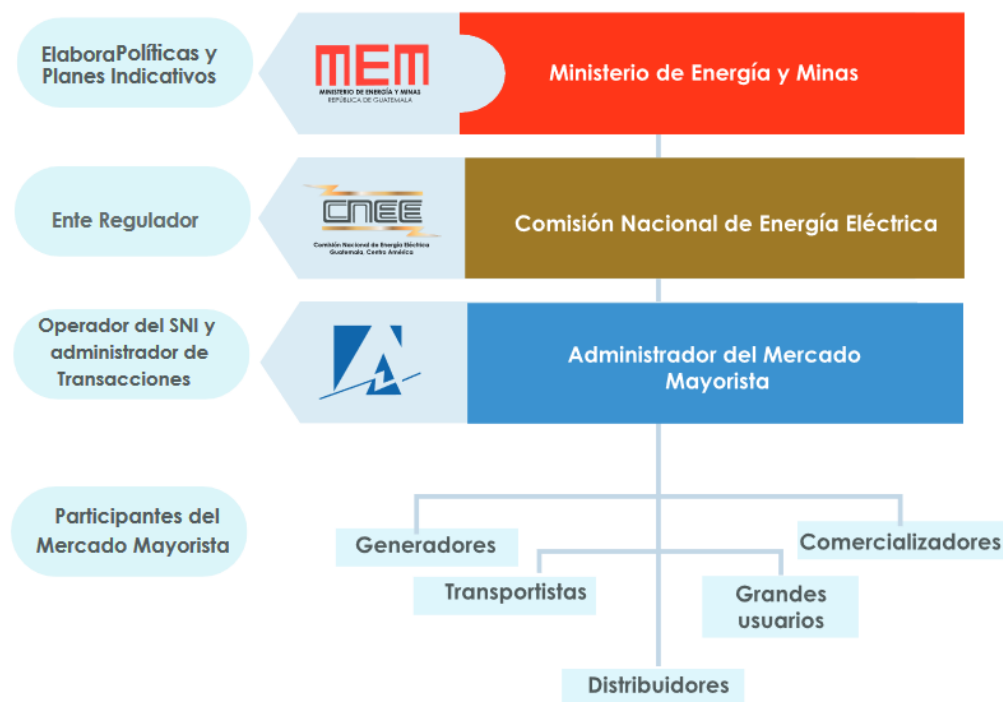 ElaboraPolíticas y
Planes Indicativos
MEM
MINISTERIO DE ENERGÍA Y MINAS
REPÚBLICA DE GUATEMALA
Ministerio de Energía y Minas
Ente Regulador
CNEE
Comisión Nacional de Energía Eléctrica
Guatemala, Centro América
Comisión Nacional de Energía Eléctrica
Operador del SNI y
administrador de
Transacciones
Administrador del Mercado
Mayorista
Participantes del
Mercado Mayorista
Generadores
Comercializadores
Transportistas
Grandes
usuarios
Distribuidores